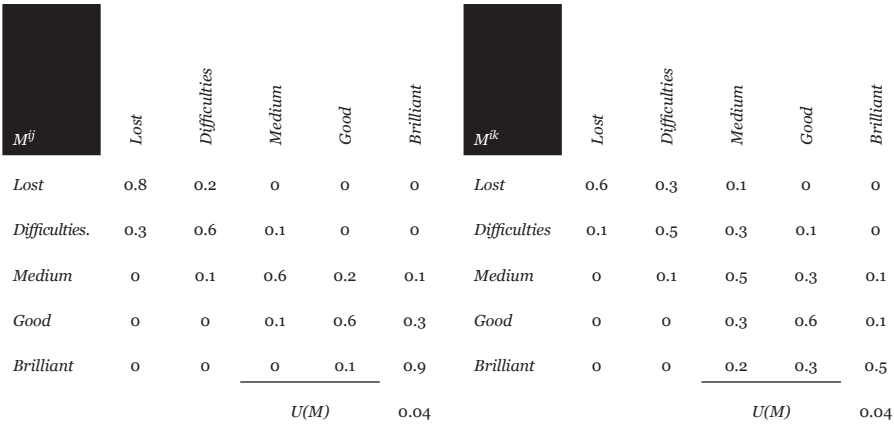 M^ij Lost Difficulties Medium Good Brilliant
Lost 0.8 0.2 0 0 0
Difficulties. 0.3 0.6 0.1 0 0
Medium 0 0.1 0.6 0.2 0.1
Good 0 0 0.1 0.6 0.3
Brilliant 0 0 0 0.1 0.9
U(M) 0.04
M^ik Lost Difficulties Medium Good Brilliant
Lost 0.6 0.3 0.1 0 0
Difficulties 0.1 0.5 0.3 0.1 0
Medium 0 0.1 0.5 0.3 0.1
Good 0 0 0.3 0.6 0.1
Brilliant 0 0 0.2 0.3 0.5
U(M) 0.04